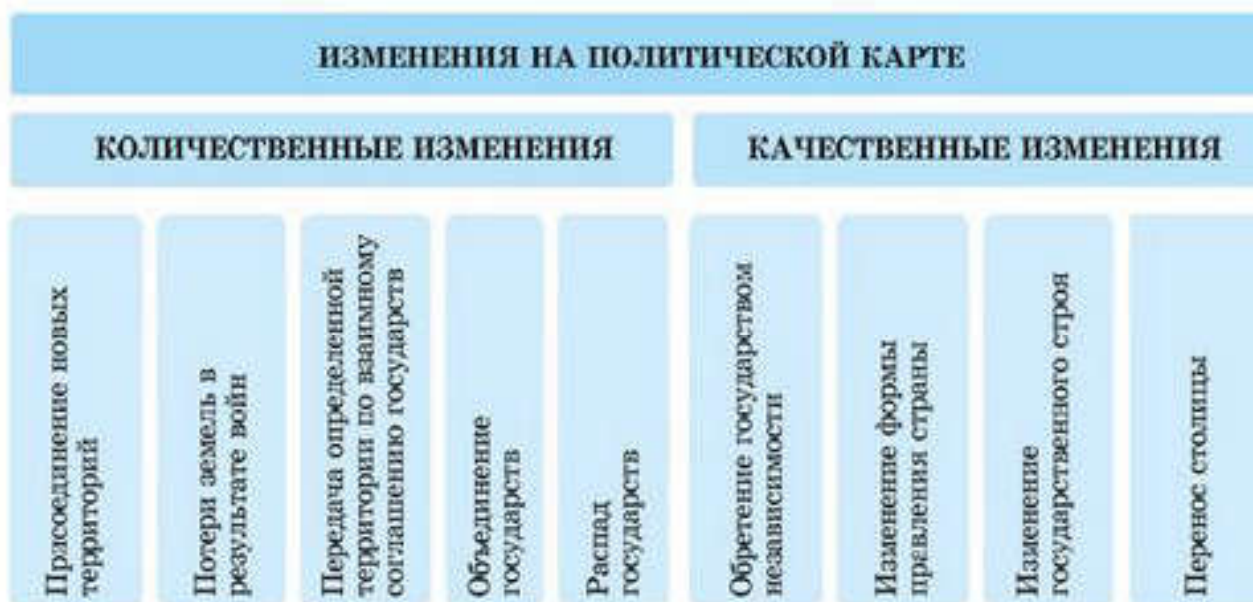 ИЗМЕНЕНИЯ НА ПОЛИТИЧЕСКОЙ КАРТЕ
КОЛИЧЕСТВЕННЫЕ ИЗМЕНЕНИЯ
КАЧЕСТВЕННЫЕ ИЗМЕНЕНИЯ
Присоединение новых
территорий
Потери земель в
результате войн
Передача определенной
территории по взаимному
соглашению государств
Объединение
государств
Распад
государств
Обретение государством
независимости
Изменение формы
правления страны
Изменение
государственного строя
Перенос столицы